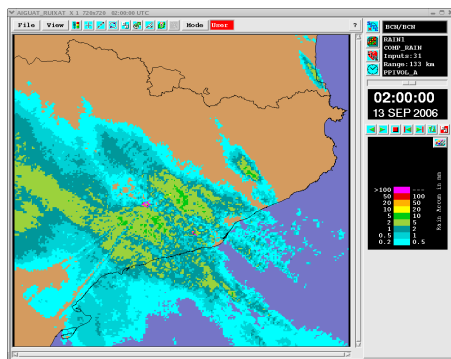 AIGUAT_RUIXAT X 1 720x720 02:00:00 UTC
File View Mode User ?
BCN/BCN
RAIN1
COMP_RAIN
Inputs:31
Range:133 km
PPIVOL_A
02:00:00
13 SEP 2006
>100 ---
50 100
20 50
10 20
5 10
2 5
1 2
0.5 1
0.2 0.5
Rain Accum in mm